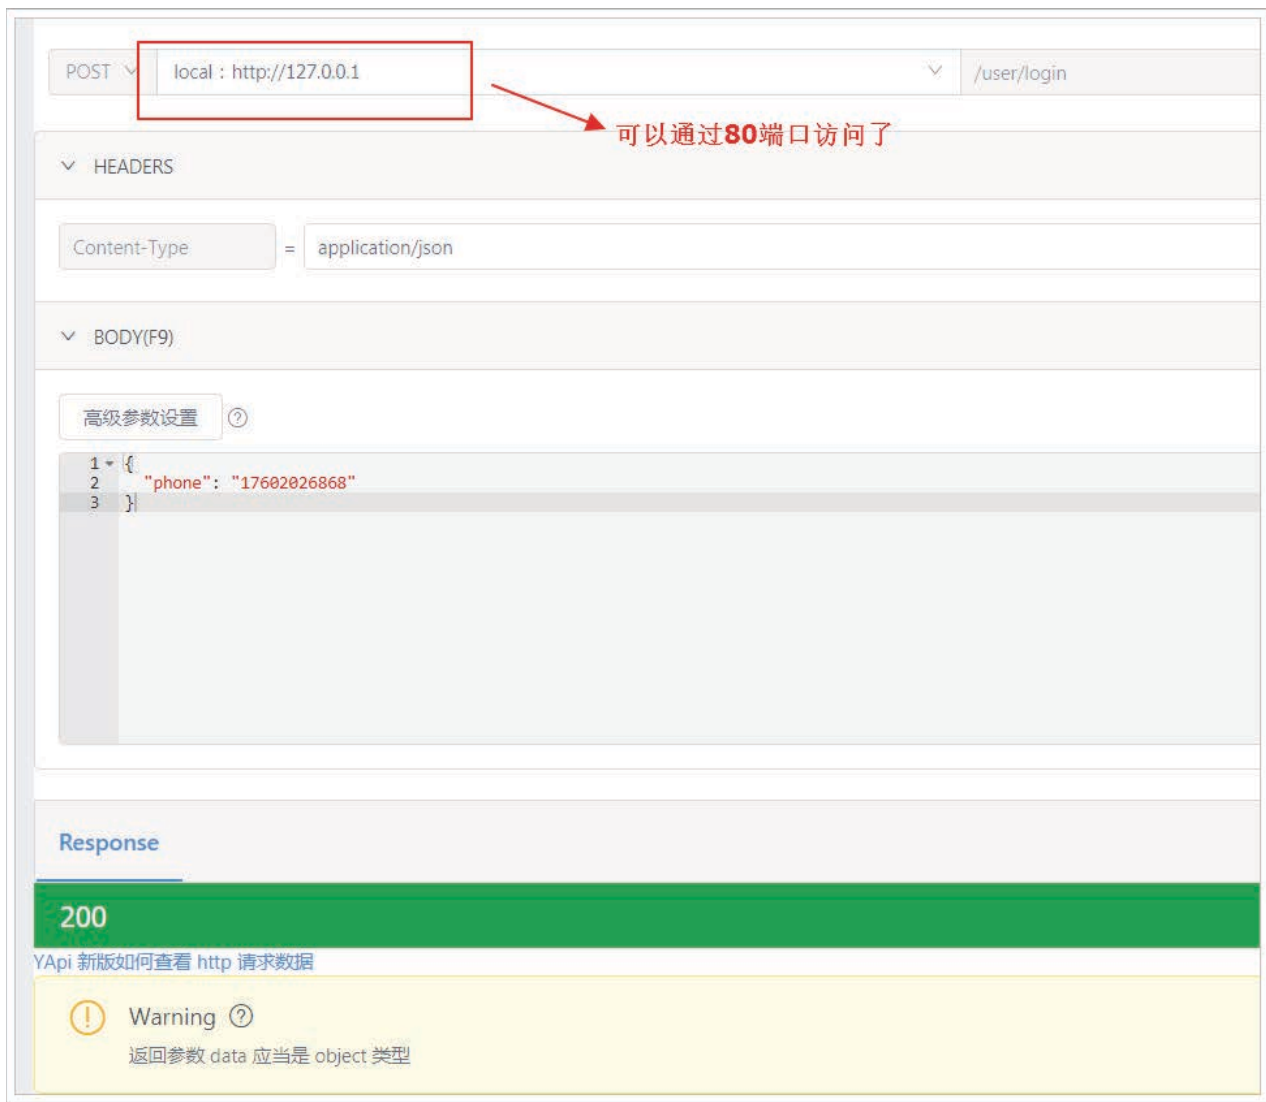 POST local : http://127.0.0.1 /user/login
可以通过80端口访问了
HEADERS
Content-Type = application/json
BODY(F9)
高级参数设置
1 {
2 "phone": "17602026868"
3 }
Response
200
YApi 新版如何查看 http 请求数据
Warning
返回参数 data 应当是 object 类型